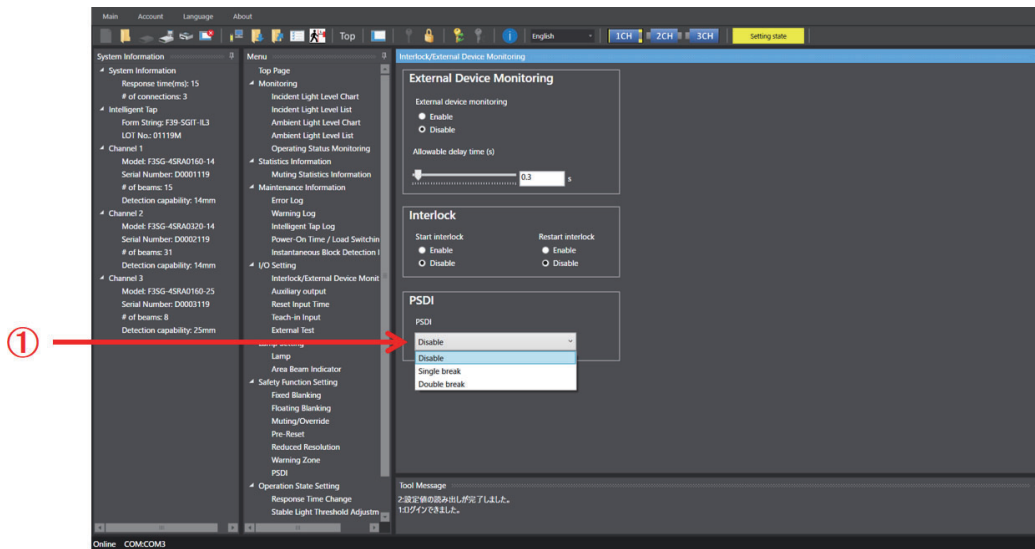 Main Account Language About
Top English 1CH 2CH 3CH Setting state
System Information
System Information
Response time(ms): 15
# of connections: 3
Intelligent Tap
Form String: F39-SGIT-IL3
LOT No.: 01119M
Channel 1
Model: F3SG-4SRA0160-14
Serial Number: D0001119
# of beams: 15
Detection capability: 14mm
Channel 2
Model: F3SG-4SRA0320-14
Serial Number: D0002119
# of beams: 31
Detection capability: 14mm
Channel 3
Model: F3SG-4SRA0160-25
Serial Number: D0003119
# of beams: 8
Detection capability: 25mm
①
Menu
Top Page
Monitoring
Incident Light Level Chart
Incident Light Level List
Ambient Light Level Chart
Ambient Light Level List
Operating Status Monitoring
Statistics Information
Muting Statistics Information
Maintenance Information
Error Log
Warning Log
Intelligent Tap Log
Power-On Time / Load Switchin
Instantaneous Block Detection I
I/O Setting
Interlock/External Device Monit
Auxiliary output
Reset Input Time
Teach-in Input
External Test
Lamp Setting
Lamp
Area Beam Indicator
Safety Function Setting
Fixed Blanking
Floating Blanking
Muting/Override
Pre-Reset
Reduced Resolution
Warning Zone
PSDI
Operation State Setting
Response Time Change
Stable Light Threshold Adjustm
Interlock/External Device Monitoring
External Device Monitoring
External device monitoring
Enable
Disable
Allowable delay time (s)
0.3 s
Interlock
Start interlock Restart interlock
Enable Enable
Disable Disable
PSDI
PSDI
Disable
Disable
Single break
Double break
Tool Message
2:設定値の読み出しが完了しました。
1:ログインできました。
Online COM:COM3